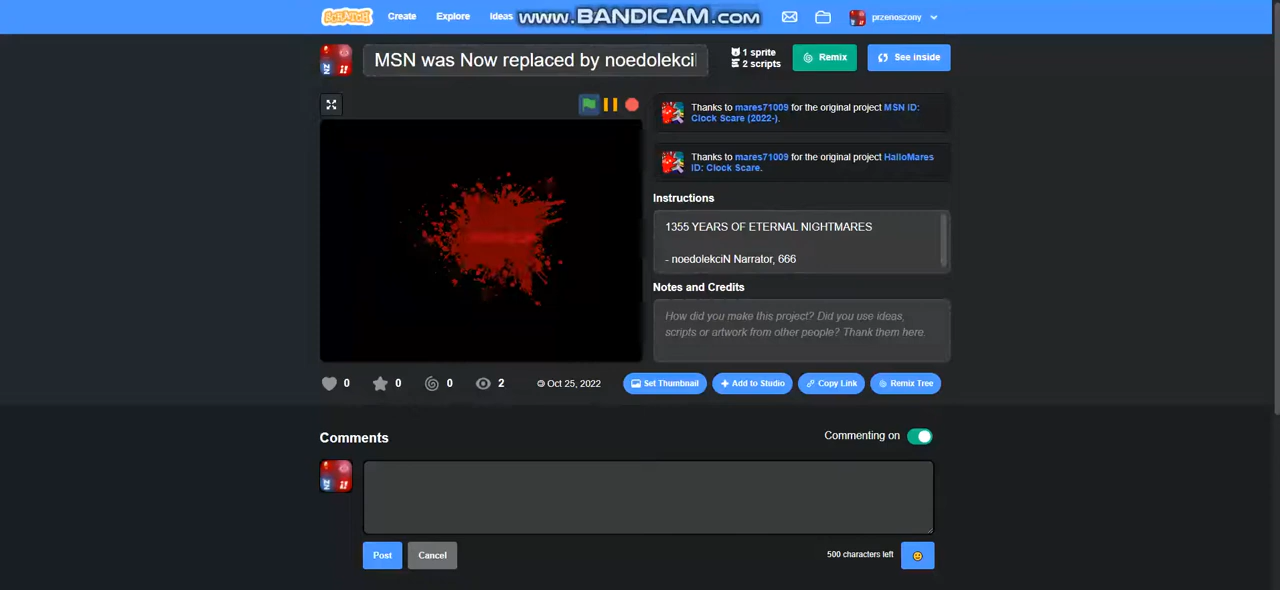 SCRATCH
Create
Explore
Ideas
www.BANDICAM.com
przenoszony
MSN was Now replaced by noedolekci
1 sprite
2 scripts
Remix
See inside
Thanks to mares71009 for the original project MSN ID:
Clock Scare (2022-).
Thanks to mares71009 for the original project HalloMares
ID: Clock Scare.
Instructions
1355 YEARS OF ETERNAL NIGHTMARES
- noedolekciN Narrator, 666
Notes and Credits
How did you make this project? Did you use ideas,
scripts or artwork from other people? Thank them here.
0
0
0
2
© Oct 25, 2022
Set Thumbnail
Add to Studio
Copy Link
Remix Tree
Comments
Commenting on
Post
Cancel
500 characters left